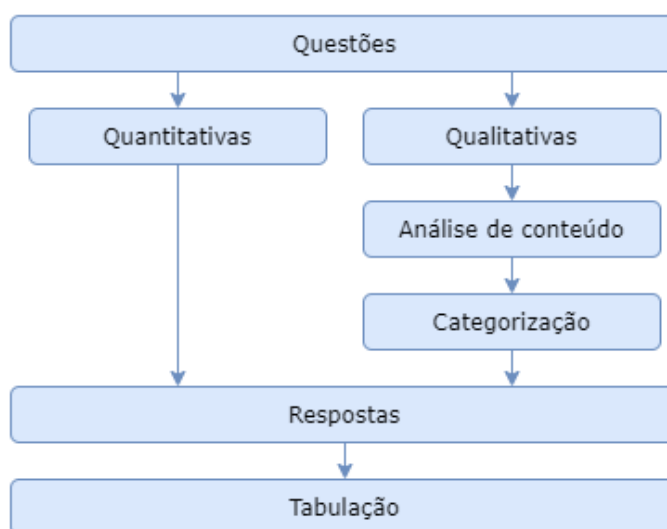 Questões
Quantitativas
Qualitativas
Análise de conteúdo
Categorização
Respostas
Tabulação